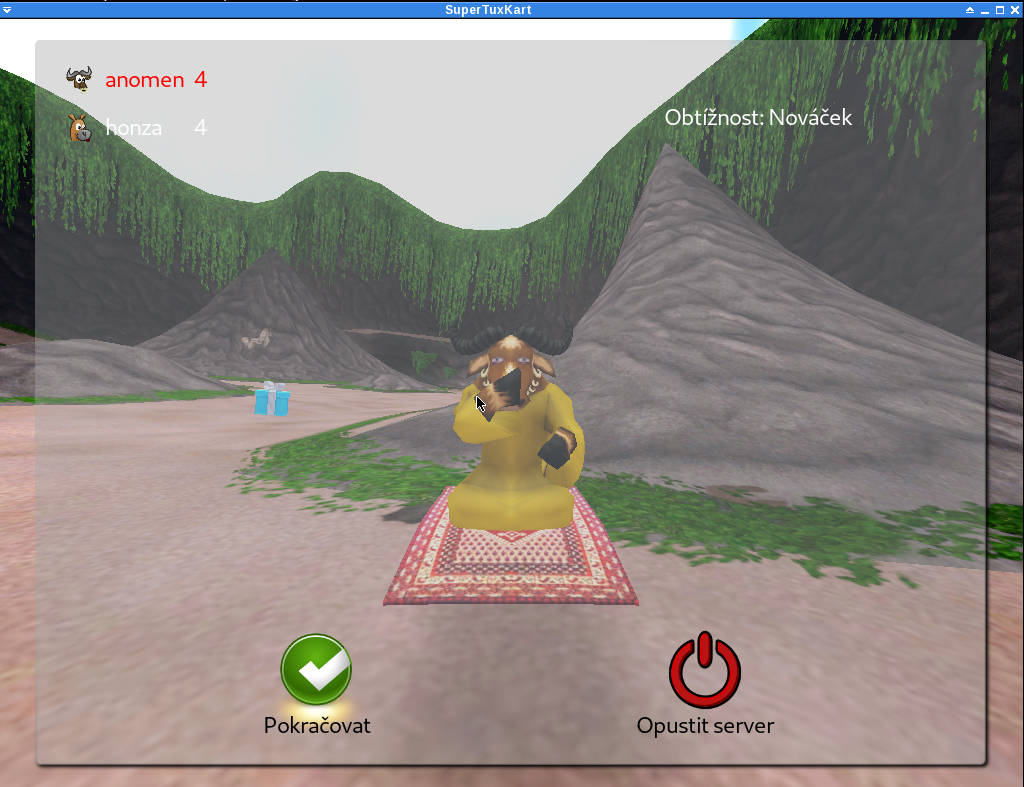 SuperTuxKart
anomen 4
honza 4
Obtížnost: Nováček
Pokračovat
Opustit server